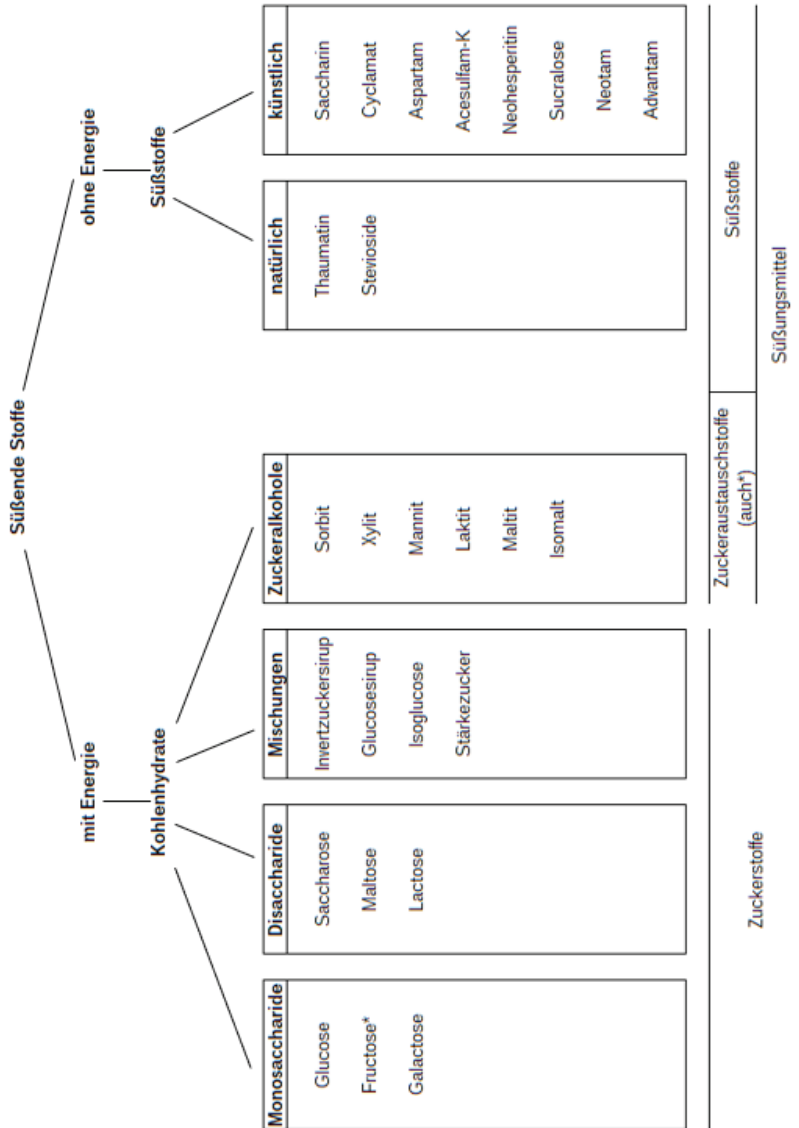 Süßende Stoffe
mit Energie
ohne Energie
Kohlenhydrate
Süßstoffe
Monosaccharide
Glucose
Fructose*
Galactose
Disaccharide
Saccharose
Maltose
Lactose
Mischungen
Invertzuckersirup
Glucosesirup
Isoglucose
Stärkezucker
Zuckeralkohole
Sorbit
Xylit
Mannit
Laktit
Maltit
Isomalt
natürlich
Thaumatin
Stevioside
künstlich
Saccharin
Cyclamat
Aspartam
Acesulfam-K
Neohesperitin
Sucralose
Neotam
Advantam
Zuckerstoffe
Zuckeraustauschstoffe
(auch*)
Süßstoffe
Süßungsmittel